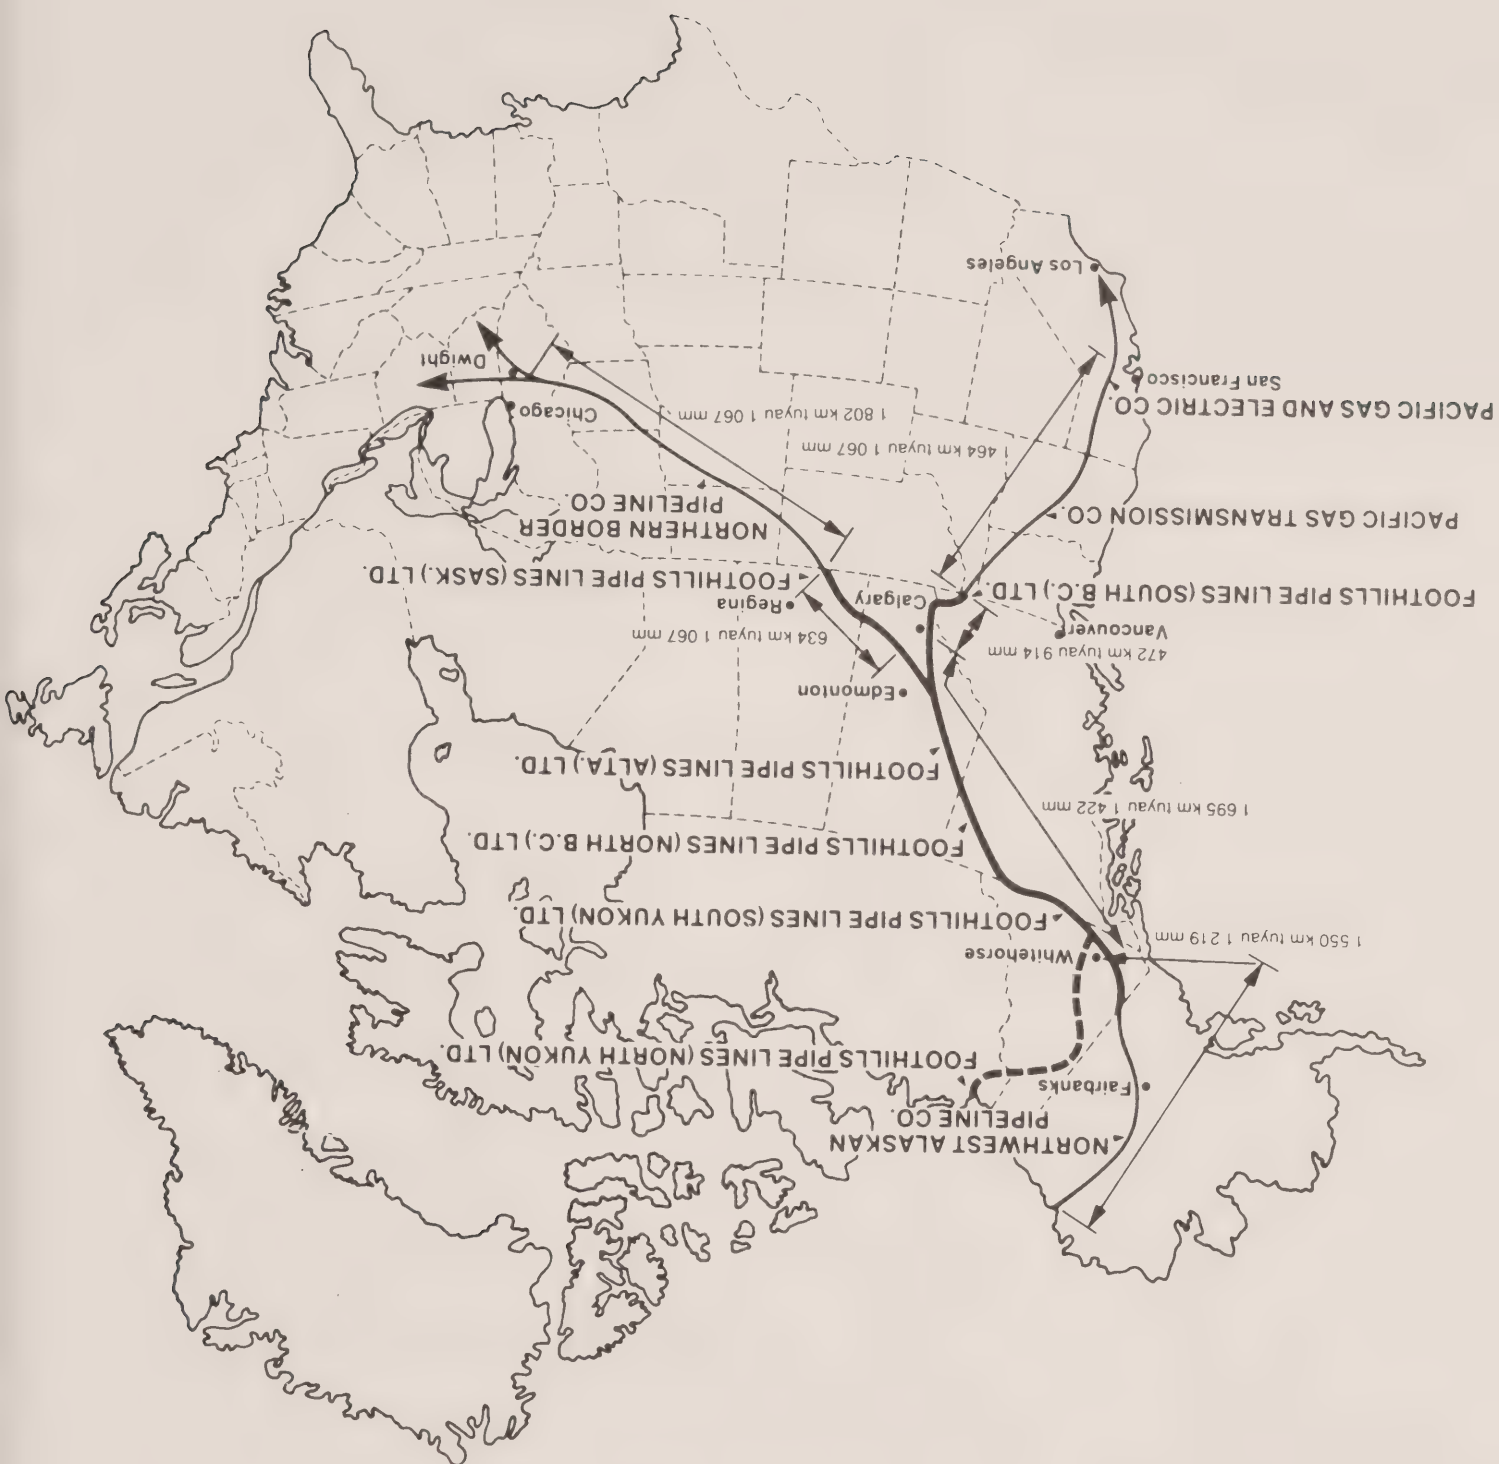 NORTHWEST ALASKAN
PIPELINE CO.
Fairbanks
FOOTHILLS PIPE LINES (NORTH YUKON) LTD.
Whitehorse
1 550 km tuyau 1 219 mm
FOOTHILLS PIPE LINES (SOUTH YUKON) LTD.
FOOTHILLS PIPE LINES (NORTH B.C.) LTD.
1 695 km tuyau 1 422 mm
FOOTHILLS PIPE LINES (ALTA.) LTD.
Edmonton
472 km tuyau 914 mm
Vancouver
634 km tuyau 1 067 mm
Calgary
Regina
FOOTHILLS PIPE LINES (SOUTH B.C.) LTD.
FOOTHILLS PIPE LINES (SASK.) LTD.
PACIFIC GAS TRANSMISSION CO.
NORTHERN BORDER
PIPELINE CO.
1 464 km tuyau 1 067 mm
1 802 km tuyau 1 067 mm
Chicago
PACIFIC GAS AND ELECTRIC CO.
San Francisco
Dwight
Los Angeles